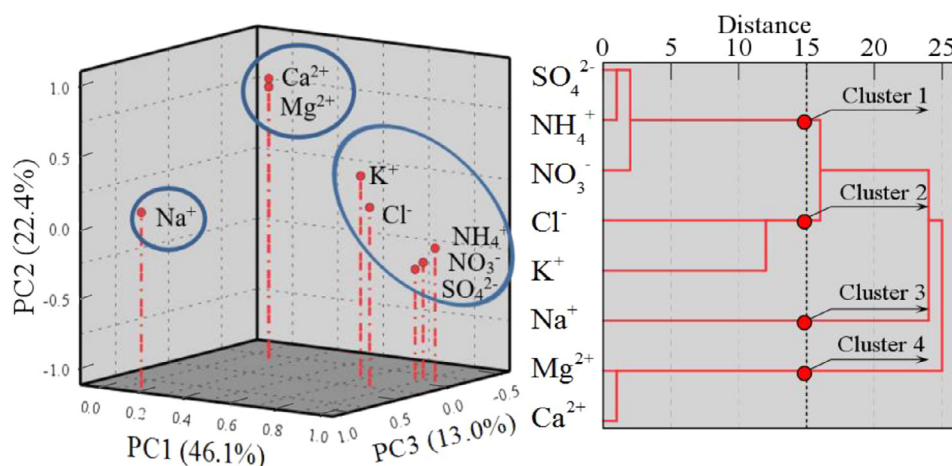 1.0
0.5
0.0
-0.5
-1.0
PC2 (22.4%)
Ca²⁺
Mg²⁺
Na⁺
K⁺
Cl⁻
NH₄⁺
NO₃⁻
SO₄²⁻
0.0 0.2 0.4 0.6 0.8 1.0
PC1 (46.1%)
1.0 0.5 0.0 -0.5
PC3 (13.0%)
Distance
0 5 10 15 20 25
SO₄²⁻
NH₄⁺
NO₃⁻
Cl⁻
K⁺
Na⁺
Mg²⁺
Ca²⁺
Cluster 1
Cluster 2
Cluster 3
Cluster 4